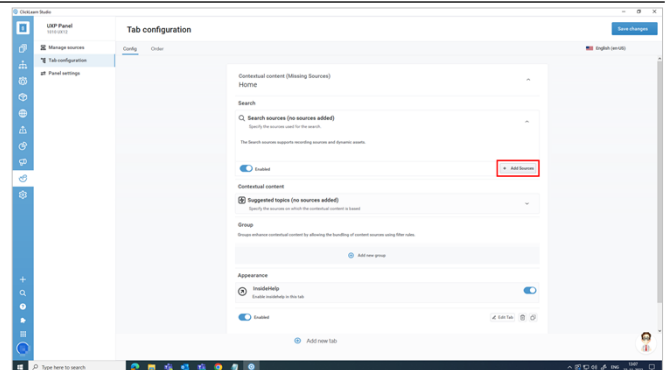 ClickLearn Studio
UXP Panel
Tab configuration
Save changes
Manage sources
Tab configuration
Panel settings
Config
Order
English (en-US)
Contextual content (Missing Sources)
Home
Search
Search sources (no sources added)
Specify the sources used for the search.
The Search sources supports recording sources and dynamic assets.
Enabled
+ Add Sources
Contextual content
Suggested topics (no sources added)
Specify the sources on which the contextual content is based
Group
Groups enhance contextual content by allowing the bundling of content sources using filter rules.
Add new group
Appearance
InsideHelp
Enable insidehelp in this tab
Enabled
Edit Tab
Add new tab
Type here to search
ENG